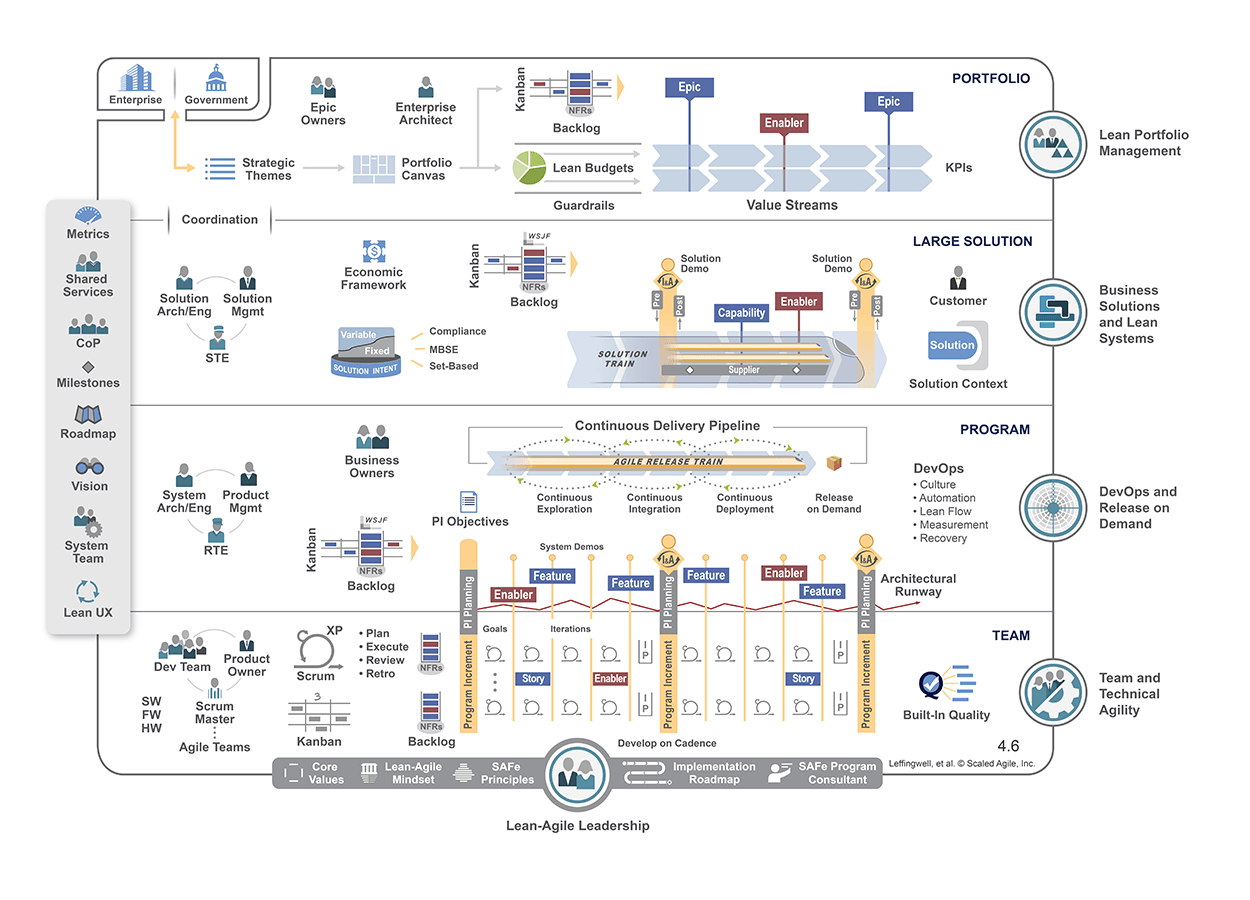 PORTFOLIO
Enterprise
Government
Epic
Owners
Enterprise
Architect
Kanban
NFRs
Backlog
Epic
Enabler
Epic
Strategic
Themes
Portfolio
Canvas
Lean Budgets
Guardrails
Value Streams
KPIs
Lean Portfolio
Management
Coordination
LARGE SOLUTION
Metrics
Shared
Services
CoP
Milestones
Roadmap
Vision
System
Team
Lean UX
Solution
Arch/Eng
Solution
Mgmt
STE
Economic
Framework
Variable
Fixed
SOLUTION INTENT
Compliance
MBSE
Set-Based
Kanban
WSJF
NFRs
Backlog
Solution
Demo
I&A
Pre
Post
Capability
Enabler
Solution
Demo
I&A
Pre
Post
SOLUTION
TRAIN
Supplier
Customer
Solution
Solution Context
Business
Solutions
and Lean
Systems
PROGRAM
Business
Owners
Continuous Delivery Pipeline
AGILE RELEASE TRAIN
Continuous
Exploration
Continuous
Integration
Continuous
Deployment
Release
on Demand
DevOps
• Culture
• Automation
• Lean Flow
• Measurement
• Recovery
DevOps and
Release on
Demand
System
Arch/Eng
Product
Mgmt
RTE
Kanban
WSJF
NFRs
Backlog
PI Objectives
System Demos
Enabler
Feature
Feature
I&A
Feature
Enabler
Feature
I&A
Architectural
Runway
PI Planning
PI Planning
PI Planning
TEAM
Dev Team
Product
Owner
Scrum
Master
SW
FW
HW
Agile Teams
XP
Scrum
• Plan
• Execute
• Review
• Retro
3
Kanban
NFRs
NFRs
Backlog
Program Increment
Goals
Iterations
Story
Enabler
I P
I P
Program Increment
Story
I P
I P
Program Increment
Built-In Quality
Team and
Technical
Agility
Develop on Cadence
4.6
Leffingwell, et al. © Scaled Agile, Inc.
Core
Values
Lean-Agile
Mindset
SAFe
Principles
Implementation
Roadmap
SAFe Program
Consultant
Lean-Agile Leadership